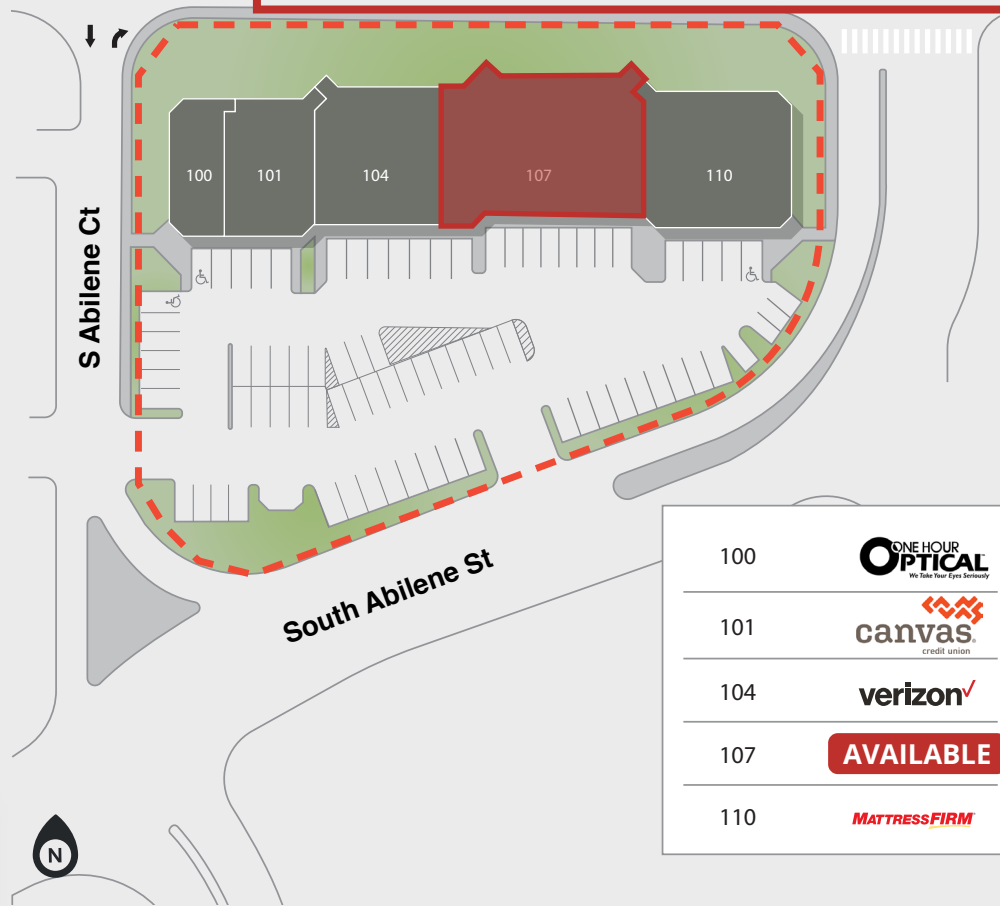 100
101
104
107
110
S Abilene Ct
South Abilene St
100
ONE HOUR
OPTICAL
We Take Your Eyes Seriously
101
canvas®
credit union
104
verizon✓
107
AVAILABLE
110
MATTRESSFIRM
N